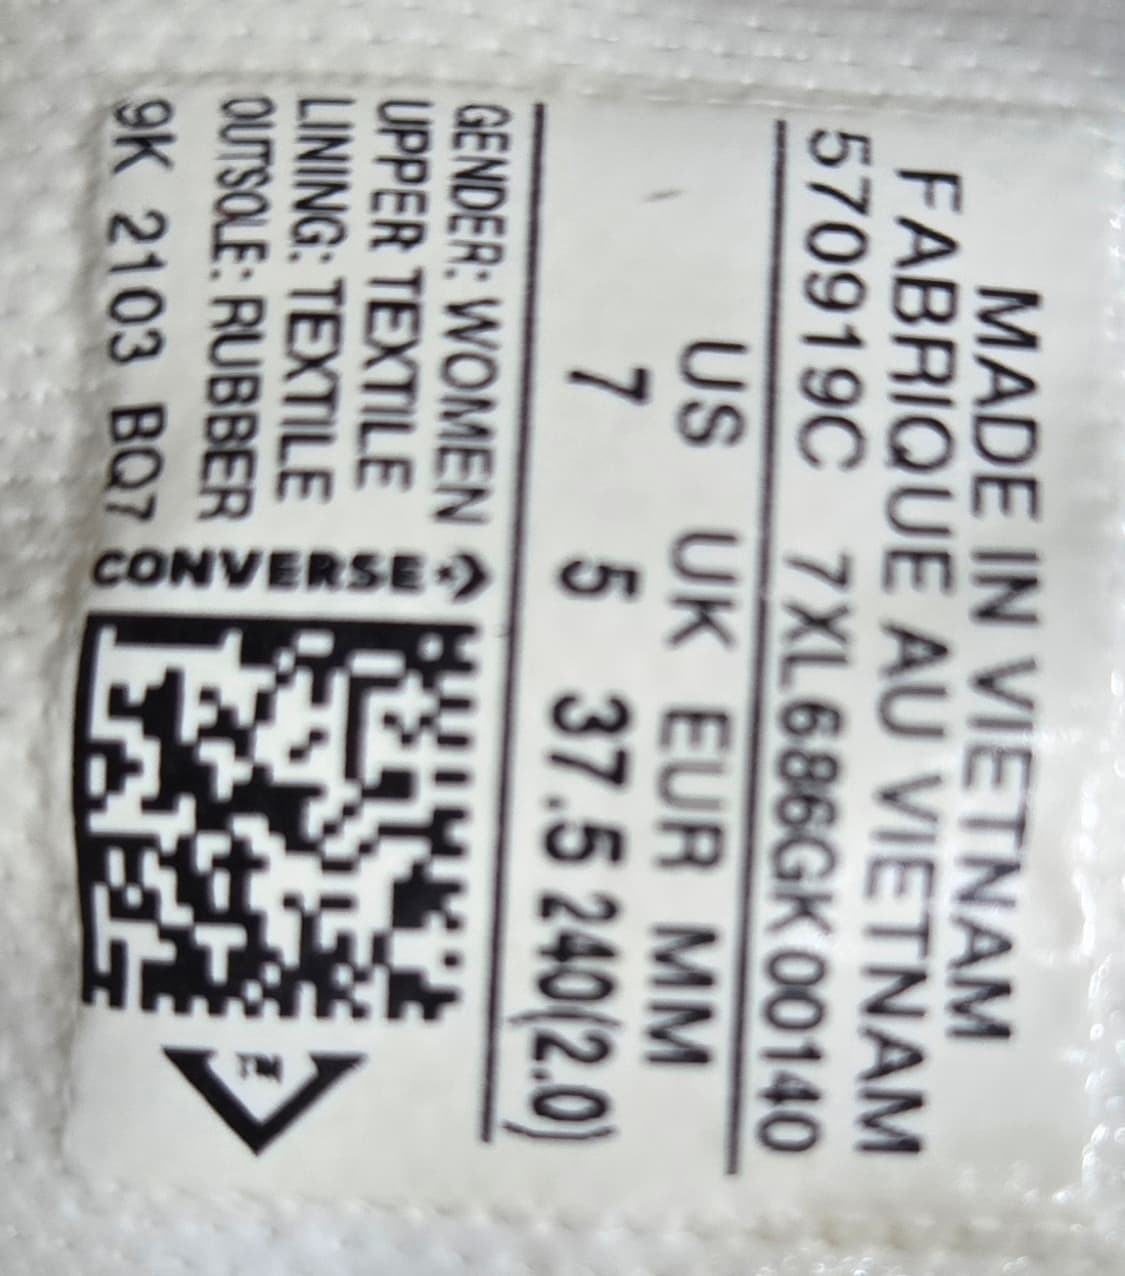 MADE IN VIETNAM
FABRIQUE AU VIETNAM
570919C 7XL686GK00140
US UK EUR MM
7 5 37.5 240(2.0)
GENDER: WOMEN
UPPER TEXTILE
LINING: TEXTILE
OUTSOLE: RUBBER
9K 2103 BQ7
CONVERSE
TM